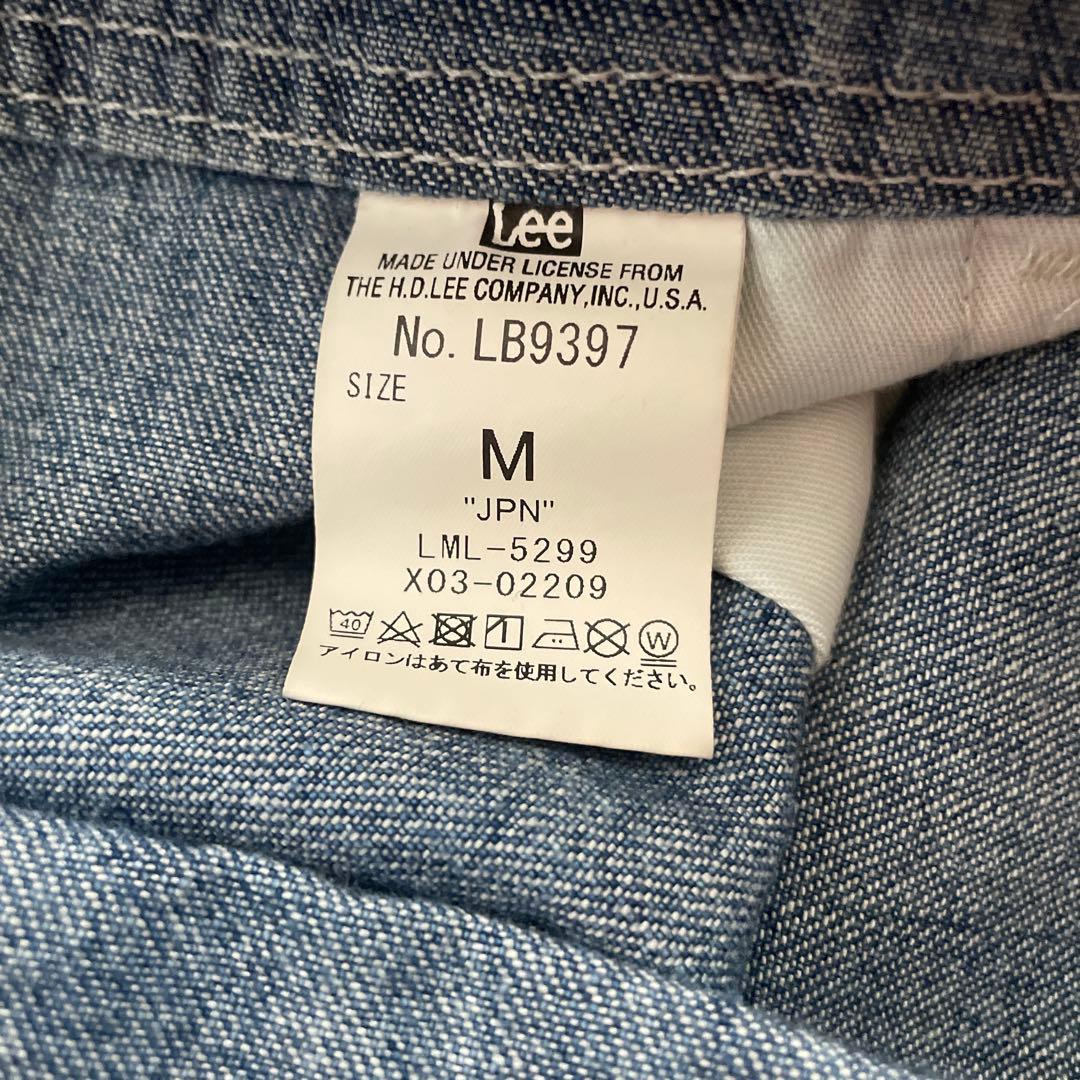 Lee
MADE UNDER LICENSE FROM
THE H.D.LEE COMPANY,INC.,U.S.A.
No. LB9397
SIZE
M
"JPN"
LML-5299
X03-02209
40
W
アイロンはあて布を使用してください。